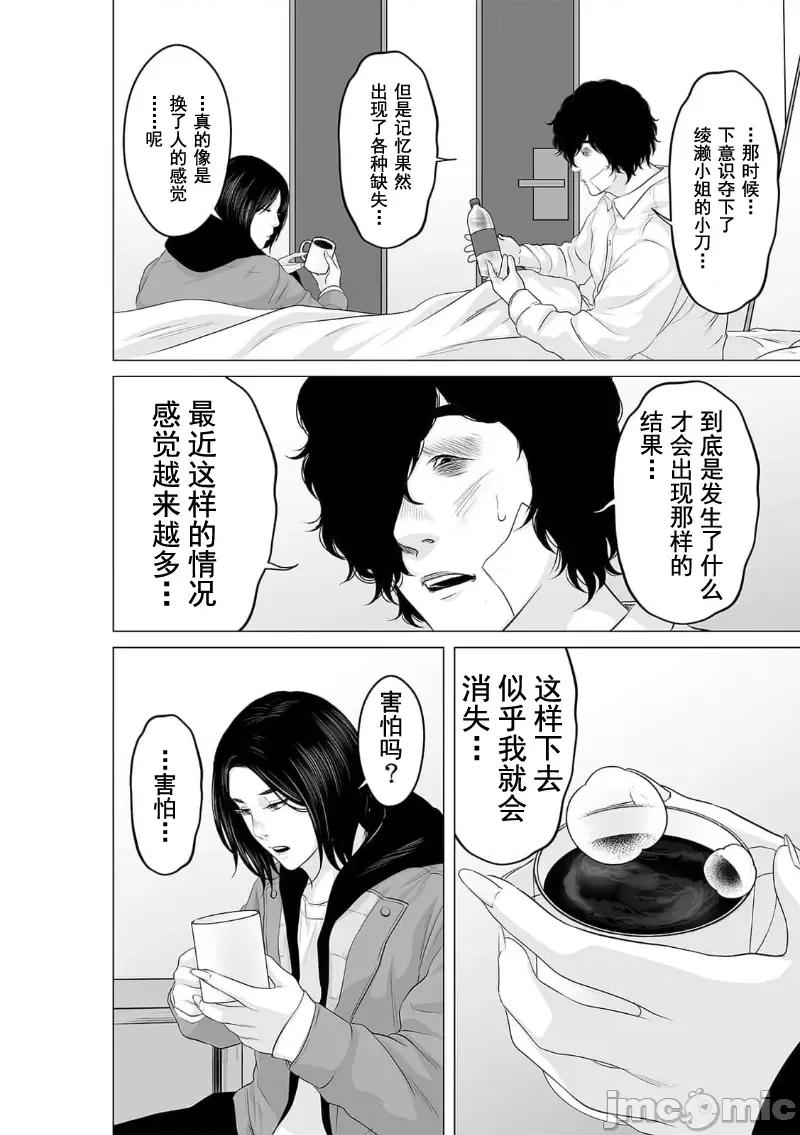 …那时候…
下意识夺下了
绫濑小姐的小刀…
但是记忆果然
出现了各种缺失…
…真的像是
换了人的感觉
……呢
到底是发生了什么
才会出现那样的
结果…
最近这样的情况
感觉越来越多…
这样下去
似乎我就会
消失…
害怕吗？
…害怕
jmcomic